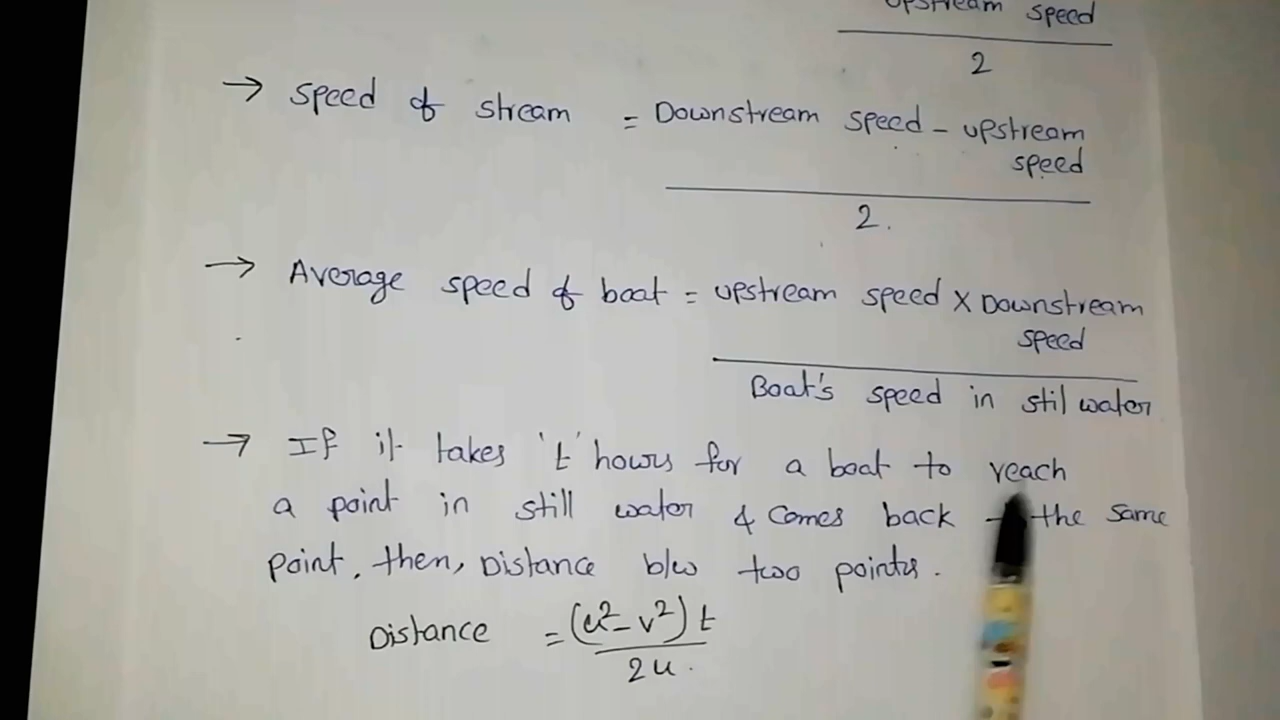 upstream speed
2
→ Speed of stream = Downstream speed - upstream
speed
2.
→ Average speed of boat = upstream speed X Downstream
speed
Boat's speed in stil water
→ If it takes 't' hours for a boat to reach
a point in still water & comes back the same
point, then, Distance b/w two points.
Distance = (u²-v²) t
2u.